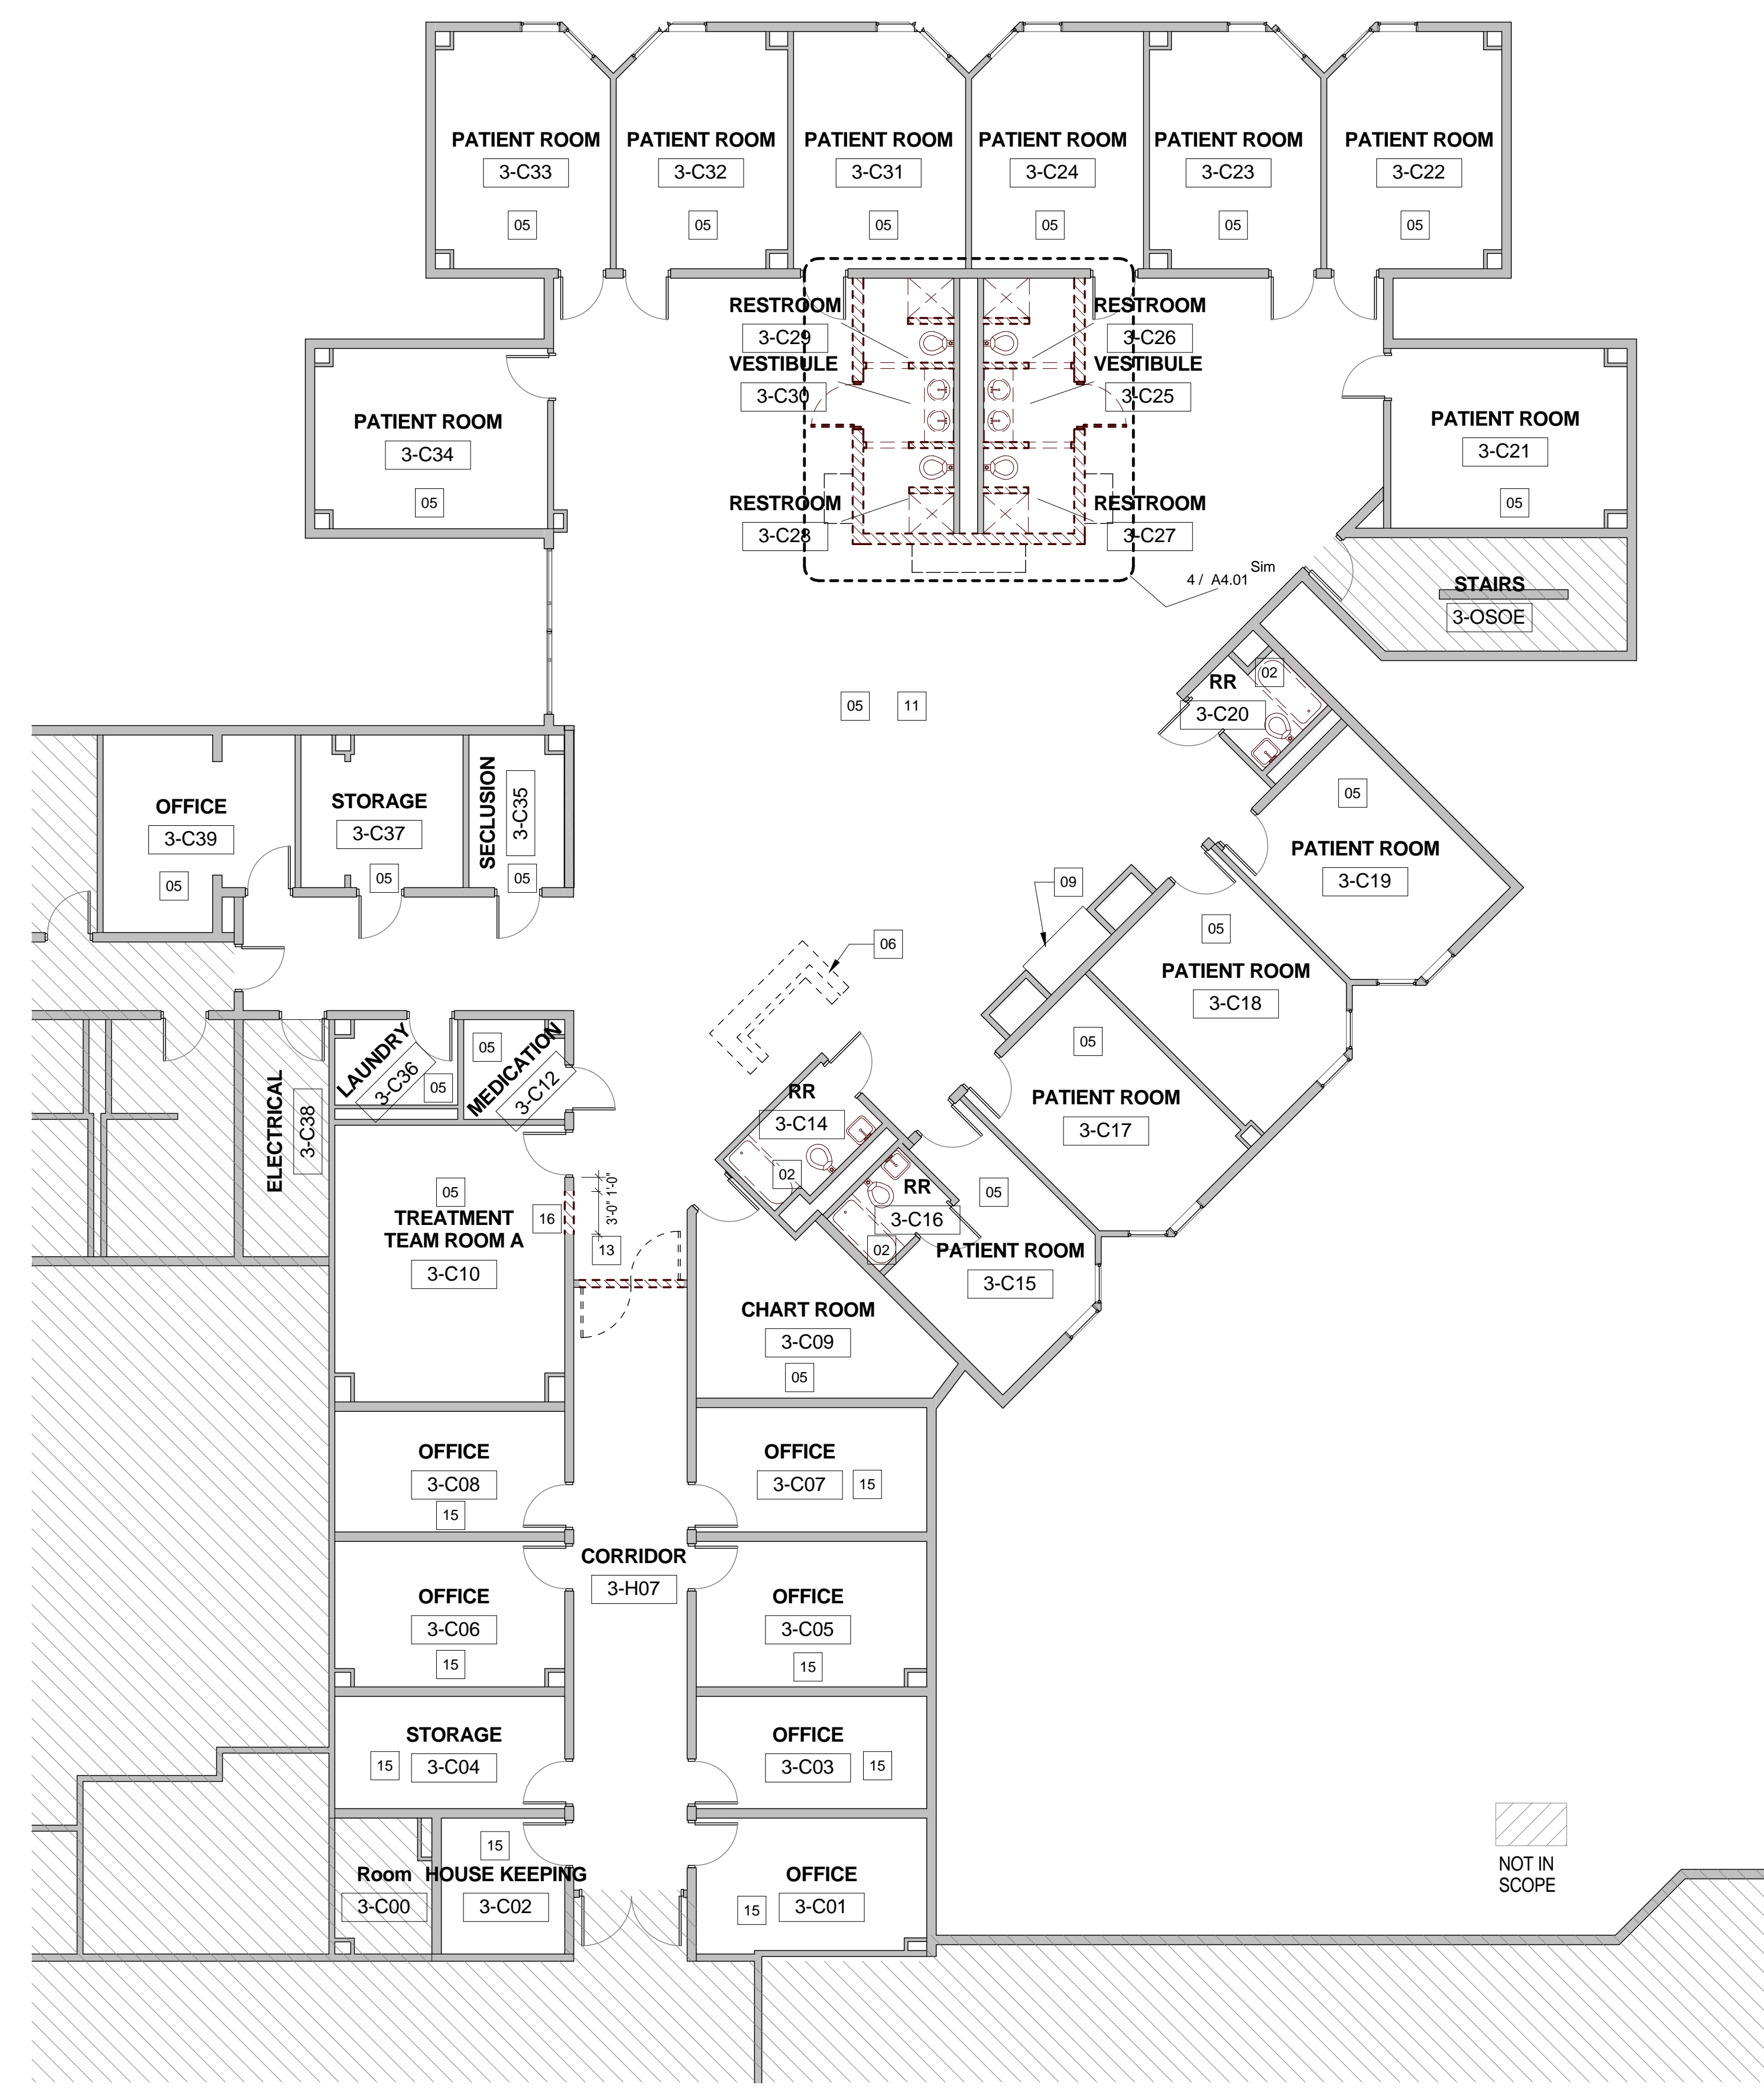 PATIENT ROOM
3-C33
05
PATIENT ROOM
3-C32
05
PATIENT ROOM
3-C31
05
PATIENT ROOM
3-C24
05
PATIENT ROOM
3-C23
05
PATIENT ROOM
3-C22
05
RESTROOM
3-C29
VESTIBULE
3-C30
RESTROOM
3-C28
RESTROOM
3-C26
VESTIBULE
3-C25
RESTROOM
3-C27
4 / A4.01
Sim
PATIENT ROOM
3-C34
05
PATIENT ROOM
3-C21
05
STAIRS
3-OSOE
05
11
RR
3-C20
02
05
PATIENT ROOM
3-C19
OFFICE
3-C39
05
STORAGE
3-C37
05
SECLUSION
3-C35
05
09
06
05
PATIENT ROOM
3-C18
05
PATIENT ROOM
3-C17
LAUNDRY
3-C36
05
05
MEDICATION
3-C12
ELECTRICAL
3-C38
RR
3-C14
02
RR
3-C16
02
05
PATIENT ROOM
3-C15
05
TREATMENT
TEAM ROOM A
3-C10
16
1'-0"
3'-0"
13
CHART ROOM
3-C09
05
OFFICE
3-C08
15
OFFICE
3-C07
15
CORRIDOR
3-H07
OFFICE
3-C06
15
OFFICE
3-C05
15
STORAGE
3-C04
15
OFFICE
3-C03
15
Room
3-C00
15
HOUSE KEEPING
3-C02
OFFICE
3-C01
15
NOT IN
SCOPE